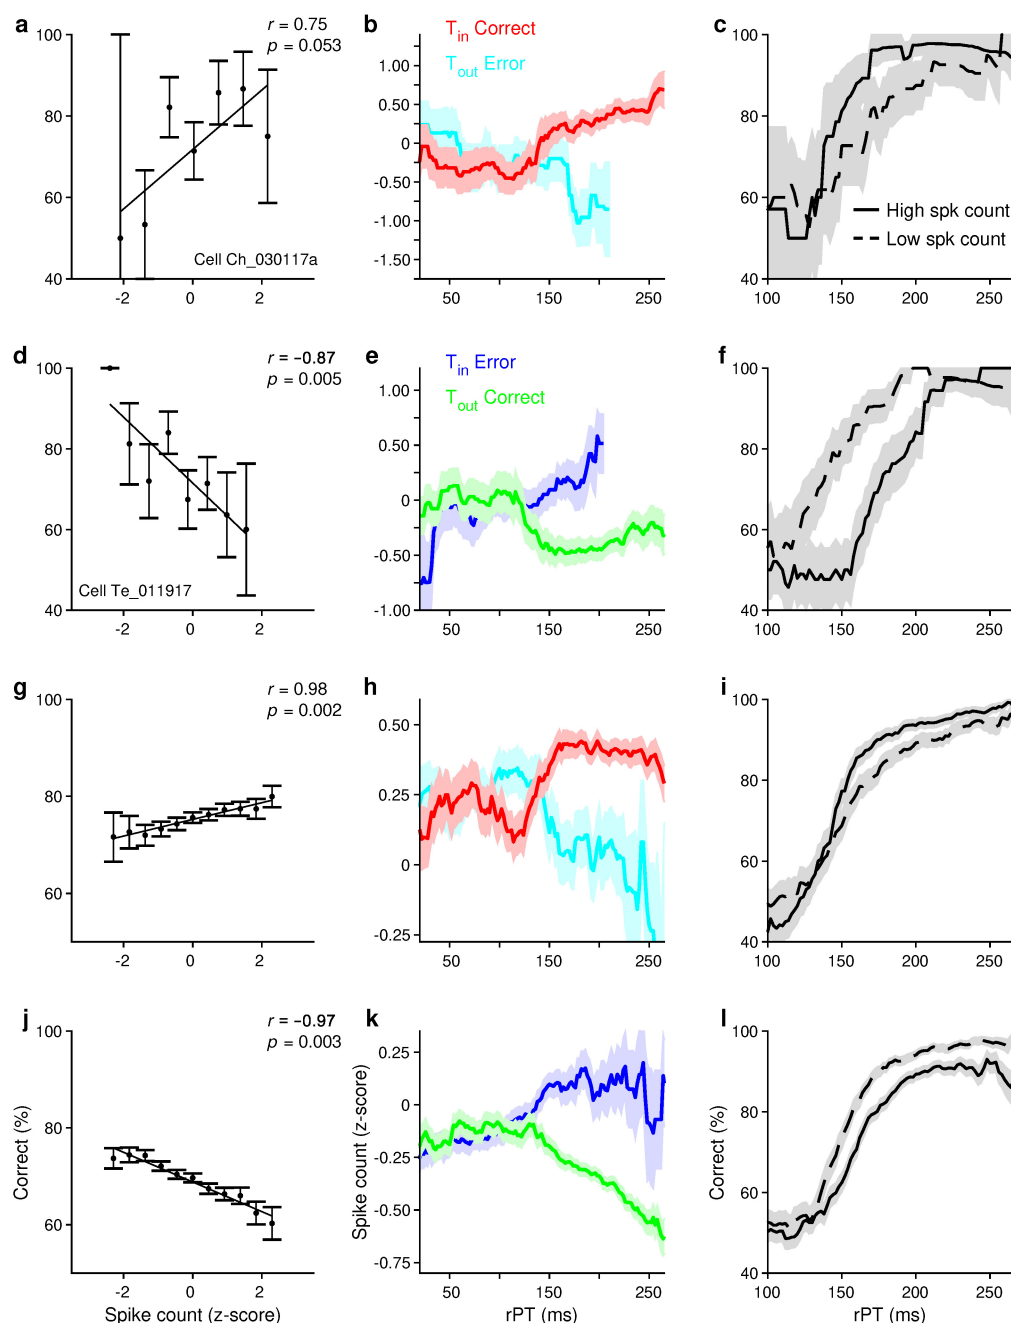 a
r = 0.75
p = 0.053
100
80
60
40
-2
0
2
Cell Ch_030117a
b
Tin Correct
Tout Error
1.00
0.50
0
-0.50
-1.00
-1.50
50
150
250
c
100
80
60
40
High spk count
Low spk count
100
150
200
250
d
r = -0.87
p = 0.005
100
80
60
40
Cell Te_011917
-2
0
2
e
Tin Error
Tout Correct
1.00
0.50
0
-0.50
-1.00
50
150
250
f
100
80
60
40
100
150
200
250
g
r = 0.98
p = 0.002
100
80
60
-2
0
2
h
0.50
0.25
0
-0.25
50
150
250
i
100
80
60
40
100
150
200
250
j
r = -0.97
p = 0.003
100
80
60
Correct (%)
-2
0
2
Spike count (z-score)
k
0.25
0
-0.25
-0.50
-0.75
Spike count (z-score)
50
150
250
rPT (ms)
l
100
80
60
40
Correct (%)
100
150
200
250
rPT (ms)